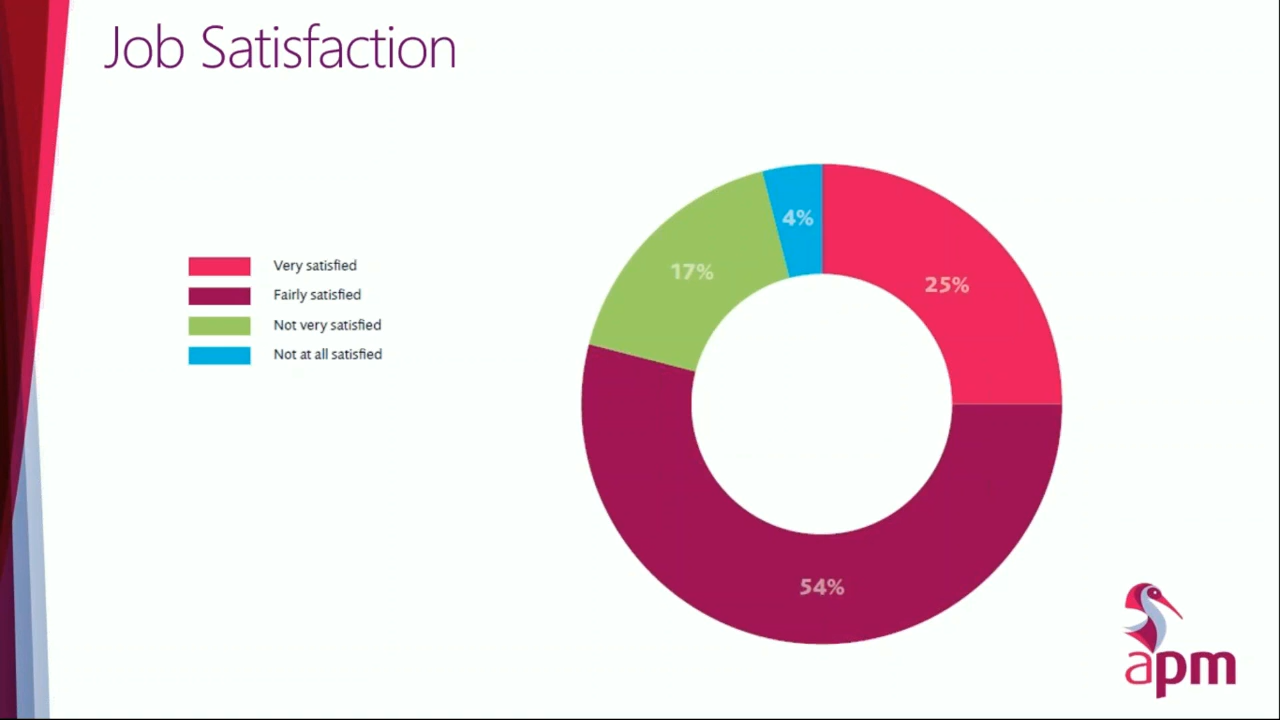 Job Satisfaction
4%
17%
25%
Very satisfied
Fairly satisfied
Not very satisfied
Not at all satisfied
54%
apm